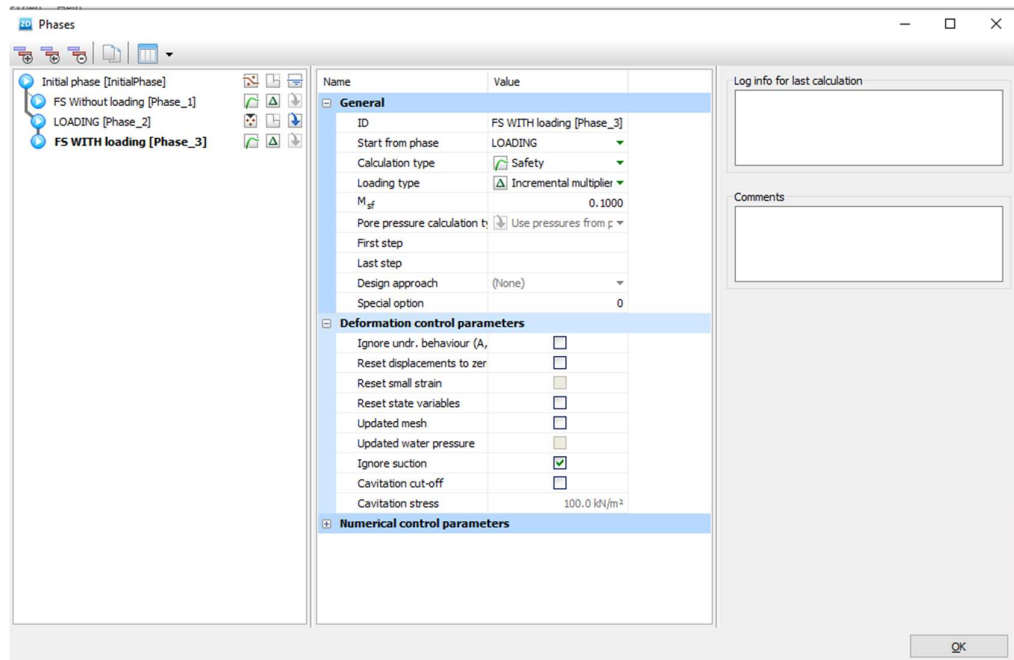 Phases
Initial phase [InitialPhase]
FS Without loading [Phase_1]
LOADING [Phase_2]
FS WITH loading [Phase_3]
Name Value
General
ID FS WITH loading [Phase_3]
Start from phase LOADING
Calculation type Safety
Loading type Incremental multiplier
Msf 0.1000
Pore pressure calculation ty Use pressures from p
First step
Last step
Design approach (None)
Special option 0
Deformation control parameters
Ignore undr. behaviour (A,
Reset displacements to zer
Reset small strain
Reset state variables
Updated mesh
Updated water pressure
Ignore suction
Cavitation cut-off
Cavitation stress 100.0 kN/m²
Numerical control parameters
Log info for last calculation
Comments
OK